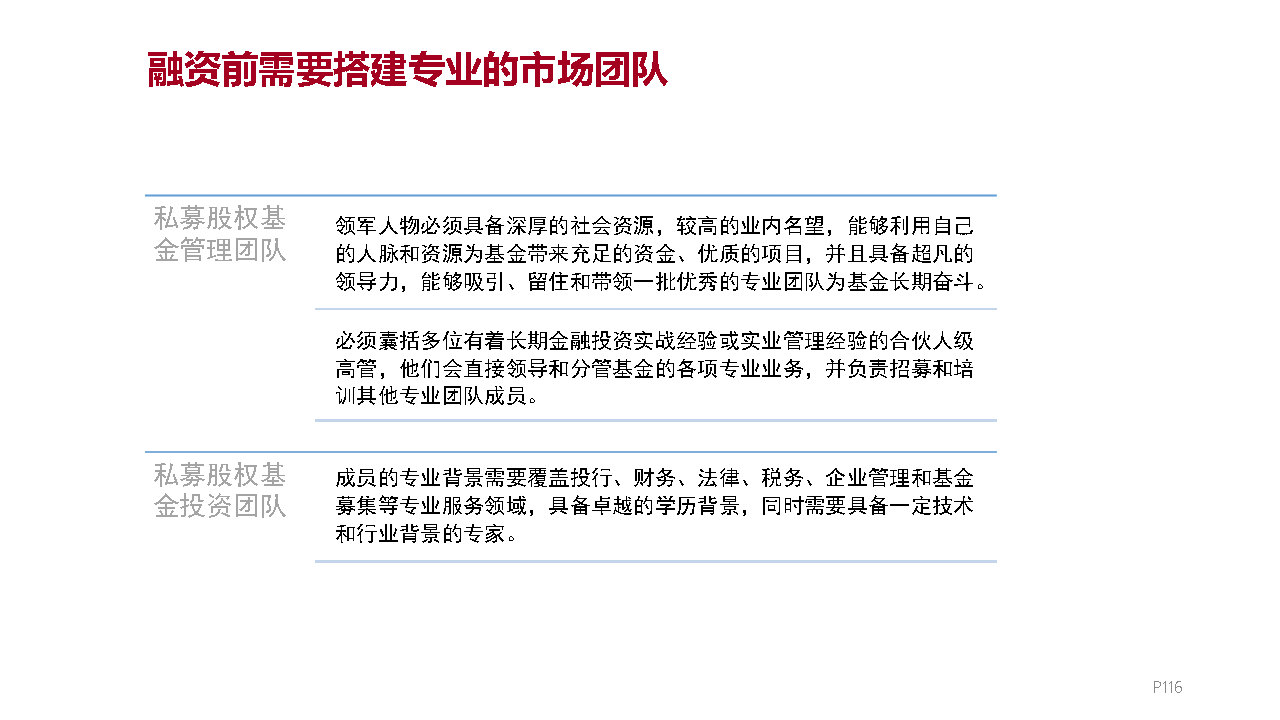 融资前需要搭建专业的市场团队
私募股权基
金管理团队
领军人物必须具备深厚的社会资源，较高的业内名望，能够利用自己
的人脉和资源为基金带来充足的资金、优质的项目，并且具备超凡的
领导力，能够吸引、留住和带领一批优秀的专业团队为基金长期奋斗。
必须囊括多位有着长期金融投资实战经验或实业管理经验的合伙人级
高管，他们会直接领导和分管基金的各项专业业务，并负责招募和培
训其他专业团队成员。
私募股权基
金投资团队
成员的专业背景需要覆盖投行、财务、法律、税务、企业管理和基金
募集等专业服务领域，具备卓越的学历背景，同时需要具备一定技术
和行业背景的专家。
P116